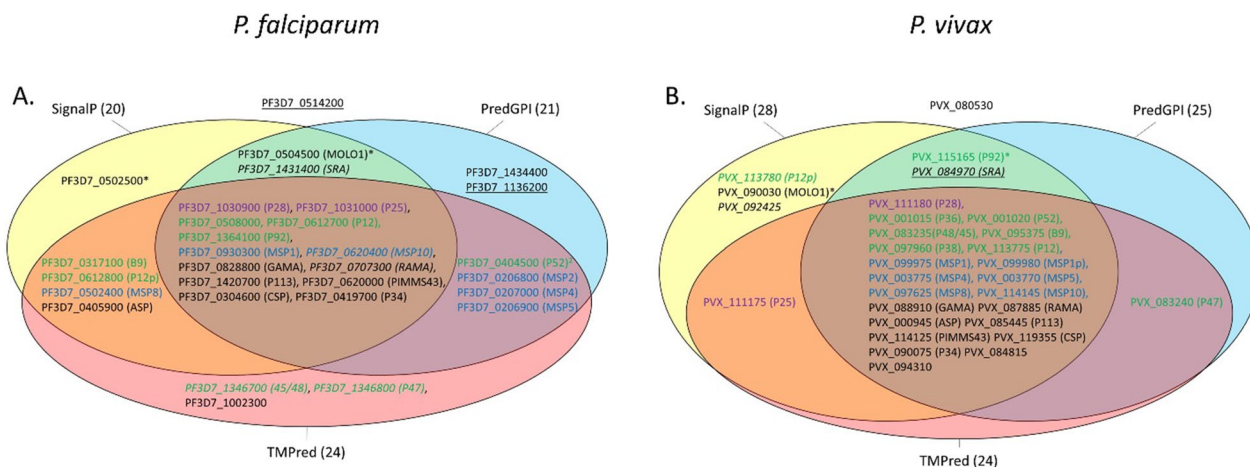 P. falciparum
P. vivax
A.
SignalP (20)
PF3D7_0514200
PredGPI (21)
PF3D7_0502500*
PF3D7_0504500 (MOLO1)*
PF3D7_1431400 (SRA)
PF3D7_1434400
PF3D7_1136200
PF3D7_1030900 (P28), PF3D7_1031000 (P25),
PF3D7_0508000, PF3D7_0612700 (P12),
PF3D7_1364100 (P92),
PF3D7_0930300 (MSP1), PF3D7_0620400 (MSP10),
PF3D7_0828800 (GAMA), PF3D7_0707300 (RAMA),
PF3D7_1420700 (P113), PF3D7_0620000 (PIMMS43),
PF3D7_0304600 (CSP), PF3D7_0419700 (P34)
PF3D7_0317100 (B9)
PF3D7_0612800 (P12p)
PF3D7_0502400 (MSP8)
PF3D7_0405900 (ASP)
PF3D7_0404500 (P52)²
PF3D7_0206800 (MSP2)
PF3D7_0207000 (MSP4)
PF3D7_0206900 (MSP5)
PF3D7_1346700 (45/48), PF3D7_1346800 (P47),
PF3D7_1002300
TMPred (24)
B.
SignalP (28)
PVX_080530
PredGPI (25)
PVX_113780 (P12p)
PVX_090030 (MOLO1)*
PVX_092425
PVX_115165 (P92)*
PVX_084970 (SRA)
PVX_111180 (P28),
PVX_001015 (P36), PVX_001020 (P52),
PVX_083235(P48/45), PVX_095375 (B9),
PVX_097960 (P38), PVX_113775 (P12),
PVX_099975 (MSP1), PVX_099980 (MSP1p),
PVX_003775 (MSP4), PVX_003770 (MSP5),
PVX_097625 (MSP8), PVX_114145 (MSP10),
PVX_088910 (GAMA) PVX_087885 (RAMA)
PVX_000945 (ASP) PVX_085445 (P113)
PVX_114125 (PIMMS43) PVX_119355 (CSP)
PVX_090075 (P34) PVX_084815
PVX_094310
PVX_111175 (P25)
PVX_083240 (P47)
TMPred (24)